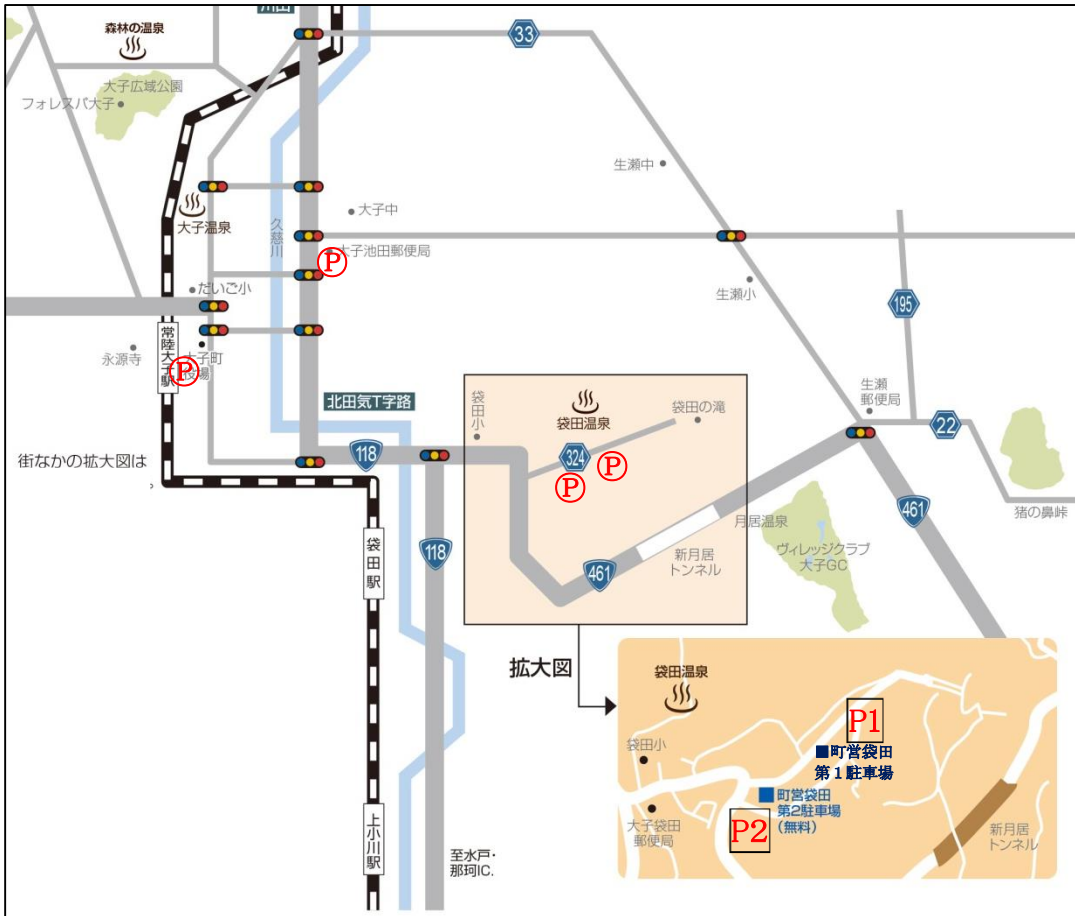 川田
森林の温泉
33
大子広域公園
フォレスパ大子
生瀬中
大子中
大子温泉
久慈川
大子池田郵便局
P
だいご小
生瀬小
195
永源寺
常陸大子駅
大子町
役場
P
北田気T字路
袋田小
袋田温泉
袋田の滝
生瀬
郵便局
22
118
324
P
P
街なかの拡大図は
、
461
猪の鼻峠
月居温泉
袋田駅
118
新月居
トンネル
ヴィレッジクラブ
大子GC
461
拡大図
袋田温泉
P1
袋田小
■町営袋田
第1駐車場
■町営袋田
第2駐車場
(無料)
大子袋田
郵便局
P2
新月居
トンネル
上小川駅
至水戸・
那珂IC.